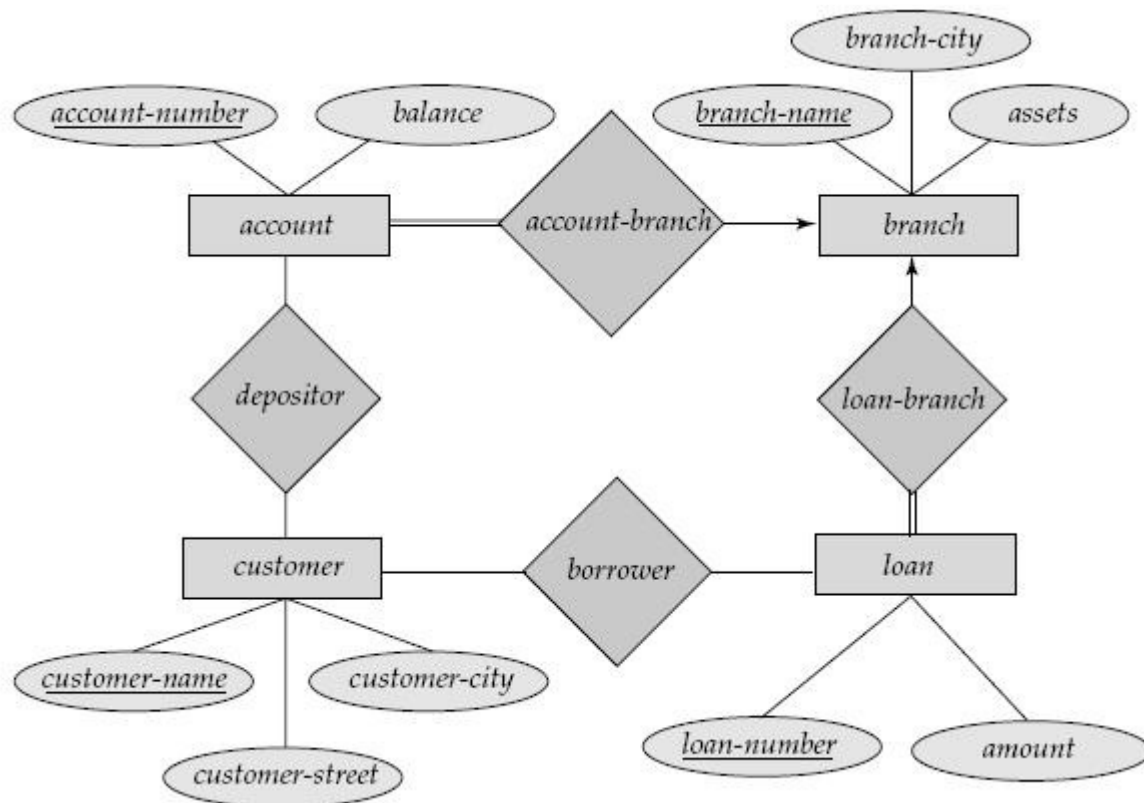 branch-city
account-number
balance
branch-name
assets
account
account-branch
branch
depositor
loan-branch
customer
borrower
loan
customer-name
customer-city
customer-street
loan-number
amount